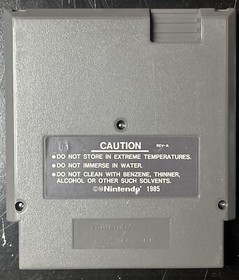 CAUTION REV-A
•DO NOT STORE IN EXTREME TEMPERATURES.
•DO NOT IMMERSE IN WATER.
•DO NOT CLEAN WITH BENZENE, THINNER,
ALCOHOL OR OTHER SUCH SOLVENTS.
©Nintendo 1985